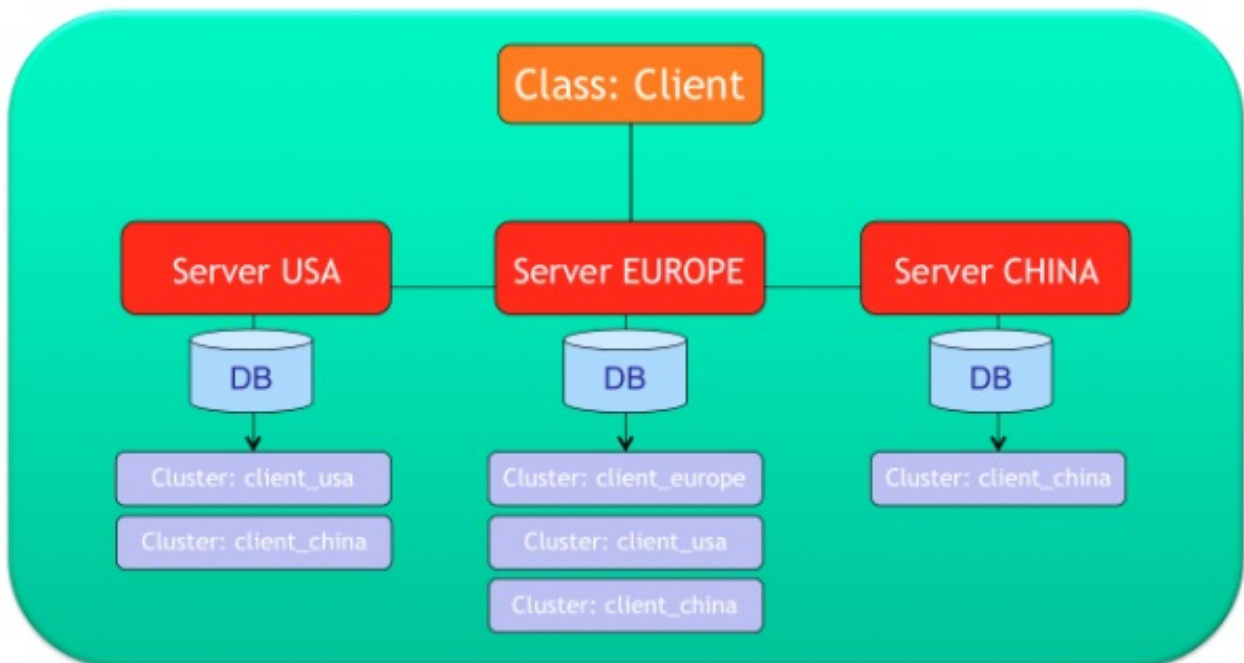 Class: Client
Server USA
Server EUROPE
Server CHINA
DB
DB
DB
Cluster: client_usa
Cluster: client_europe
Cluster: client_china
Cluster: client_china
Cluster: client_usa
Cluster: client_china